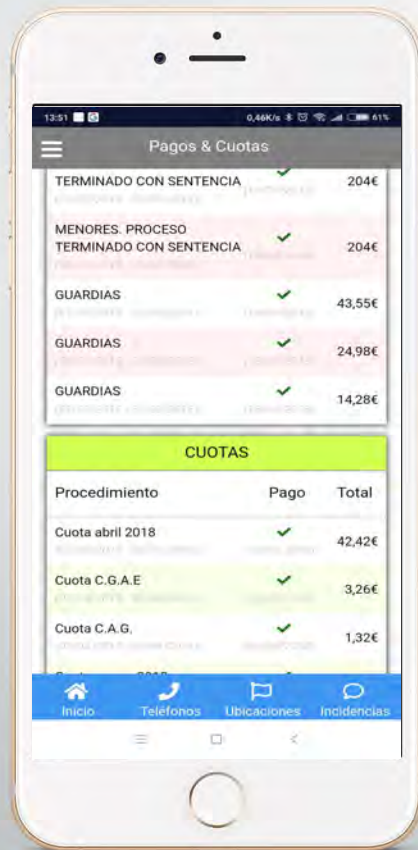 13:51 0,46K/s 61%
Pagos & Cuotas
TERMINADO CON SENTENCIA 204€
MENORES. PROCESO
TERMINADO CON SENTENCIA 204€
GUARDIAS 43,55€
GUARDIAS 24,98€
GUARDIAS 14,28€
CUOTAS
Procedimiento Pago Total
Cuota abril 2018 42,42€
Cuota C.G.A.E 3,26€
Cuota C.A.G. 1,32€
Inicio Teléfonos Ubicaciones Incidencias